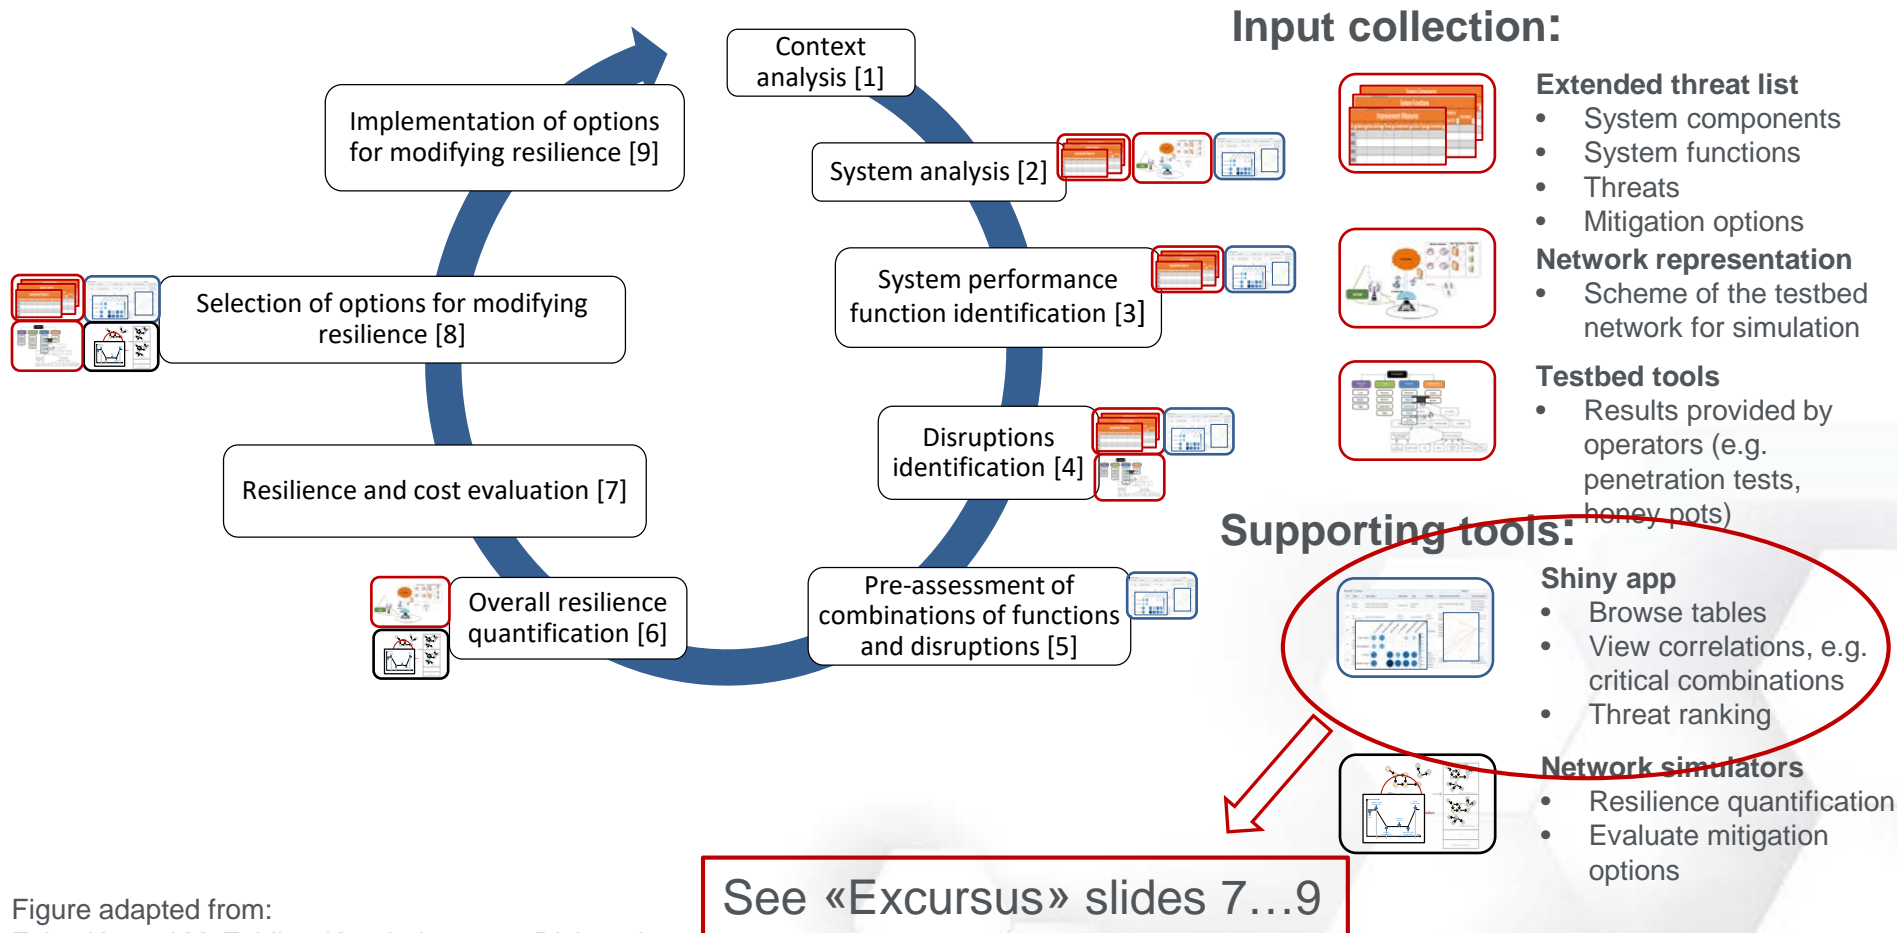 Context
analysis [1]
System analysis [2]
System performance
function identification [3]
Disruptions
identification [4]
Pre-assessment of
combinations of functions
and disruptions [5]
Overall resilience
quantification [6]
Resilience and cost evaluation [7]
Selection of options for modifying
resilience [8]
Implementation of options
for modifying resilience [9]
Input collection:
Extended threat list
• System components
• System functions
• Threats
• Mitigation options
Network representation
• Scheme of the testbed
network for simulation
Testbed tools
• Results provided by
operators (e.g.
penetration tests,
honey pots)
Supporting tools:
Shiny app
• Browse tables
• View correlations, e.g.
critical combinations
• Threat ranking
Network simulators
• Resilience quantification
• Evaluate mitigation
options
See «Excursus» slides 7…9
Figure adapted from: